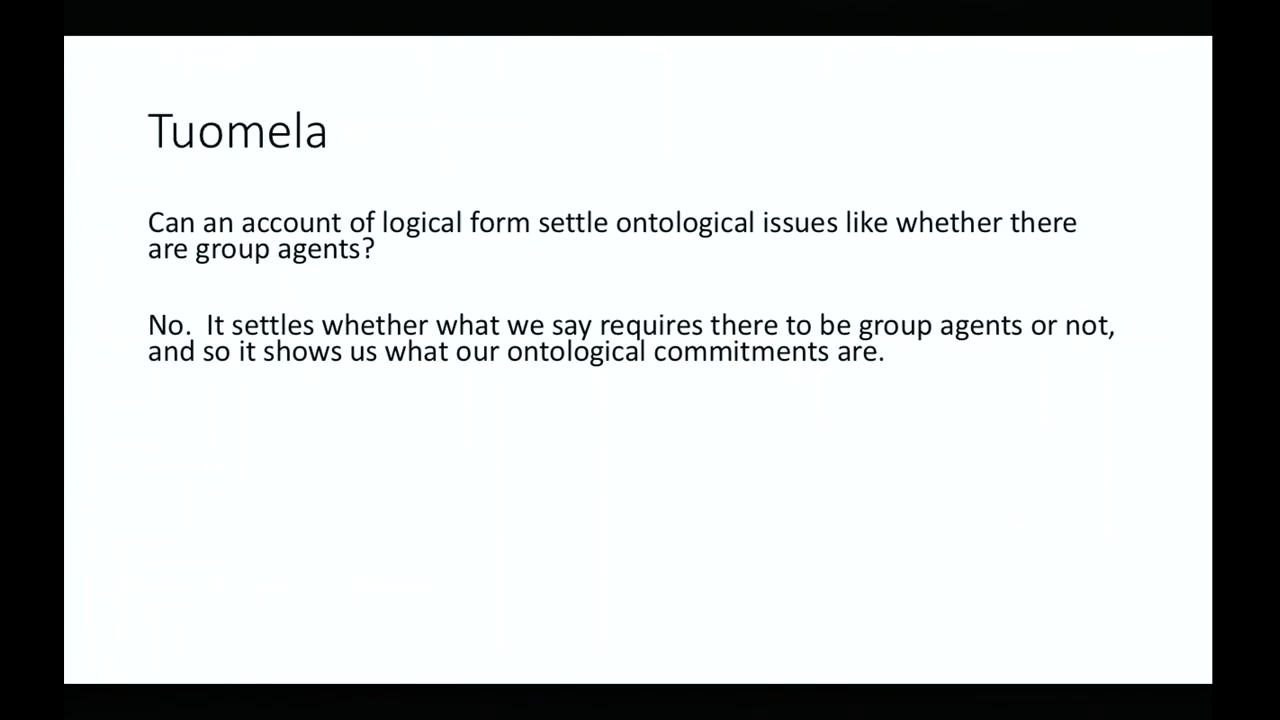 Tuomela
Can an account of logical form settle ontological issues like whether there
are group agents?
No.  It settles whether what we say requires there to be group agents or not,
and so it shows us what our ontological commitments are.